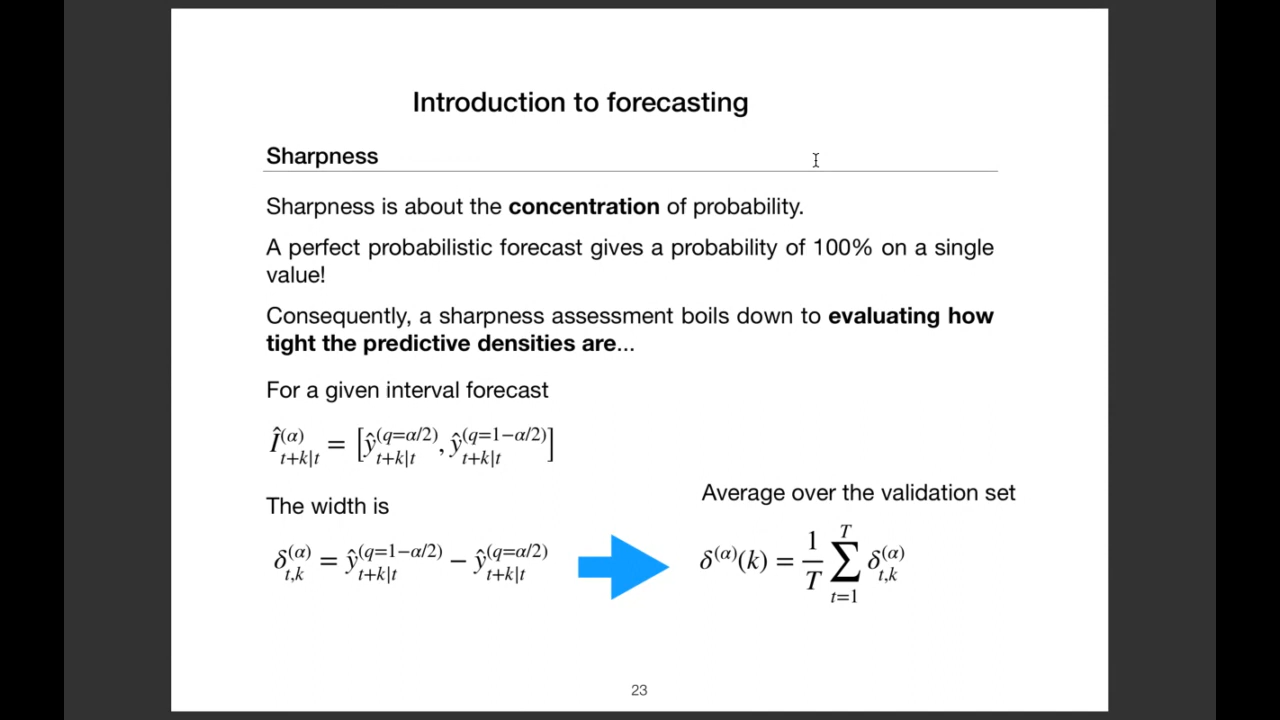 Introduction to forecasting
Sharpness
Sharpness is about the concentration of probability.
A perfect probabilistic forecast gives a probability of 100% on a single
value!
Consequently, a sharpness assessment boils down to evaluating how
tight the predictive densities are...
For a given interval forecast
Î^{(α)}_{t+k|t} = [ŷ^{(q=α/2)}_{t+k|t}, ŷ^{(q=1−α/2)}_{t+k|t}]
The width is
δ^{(α)}_{t,k} = ŷ^{(q=1−α/2)}_{t+k|t} − ŷ^{(q=α/2)}_{t+k|t}
Average over the validation set
δ^{(α)}(k) = \frac{1}{T} \sum_{t=1}^{T} δ^{(α)}_{t,k}
23